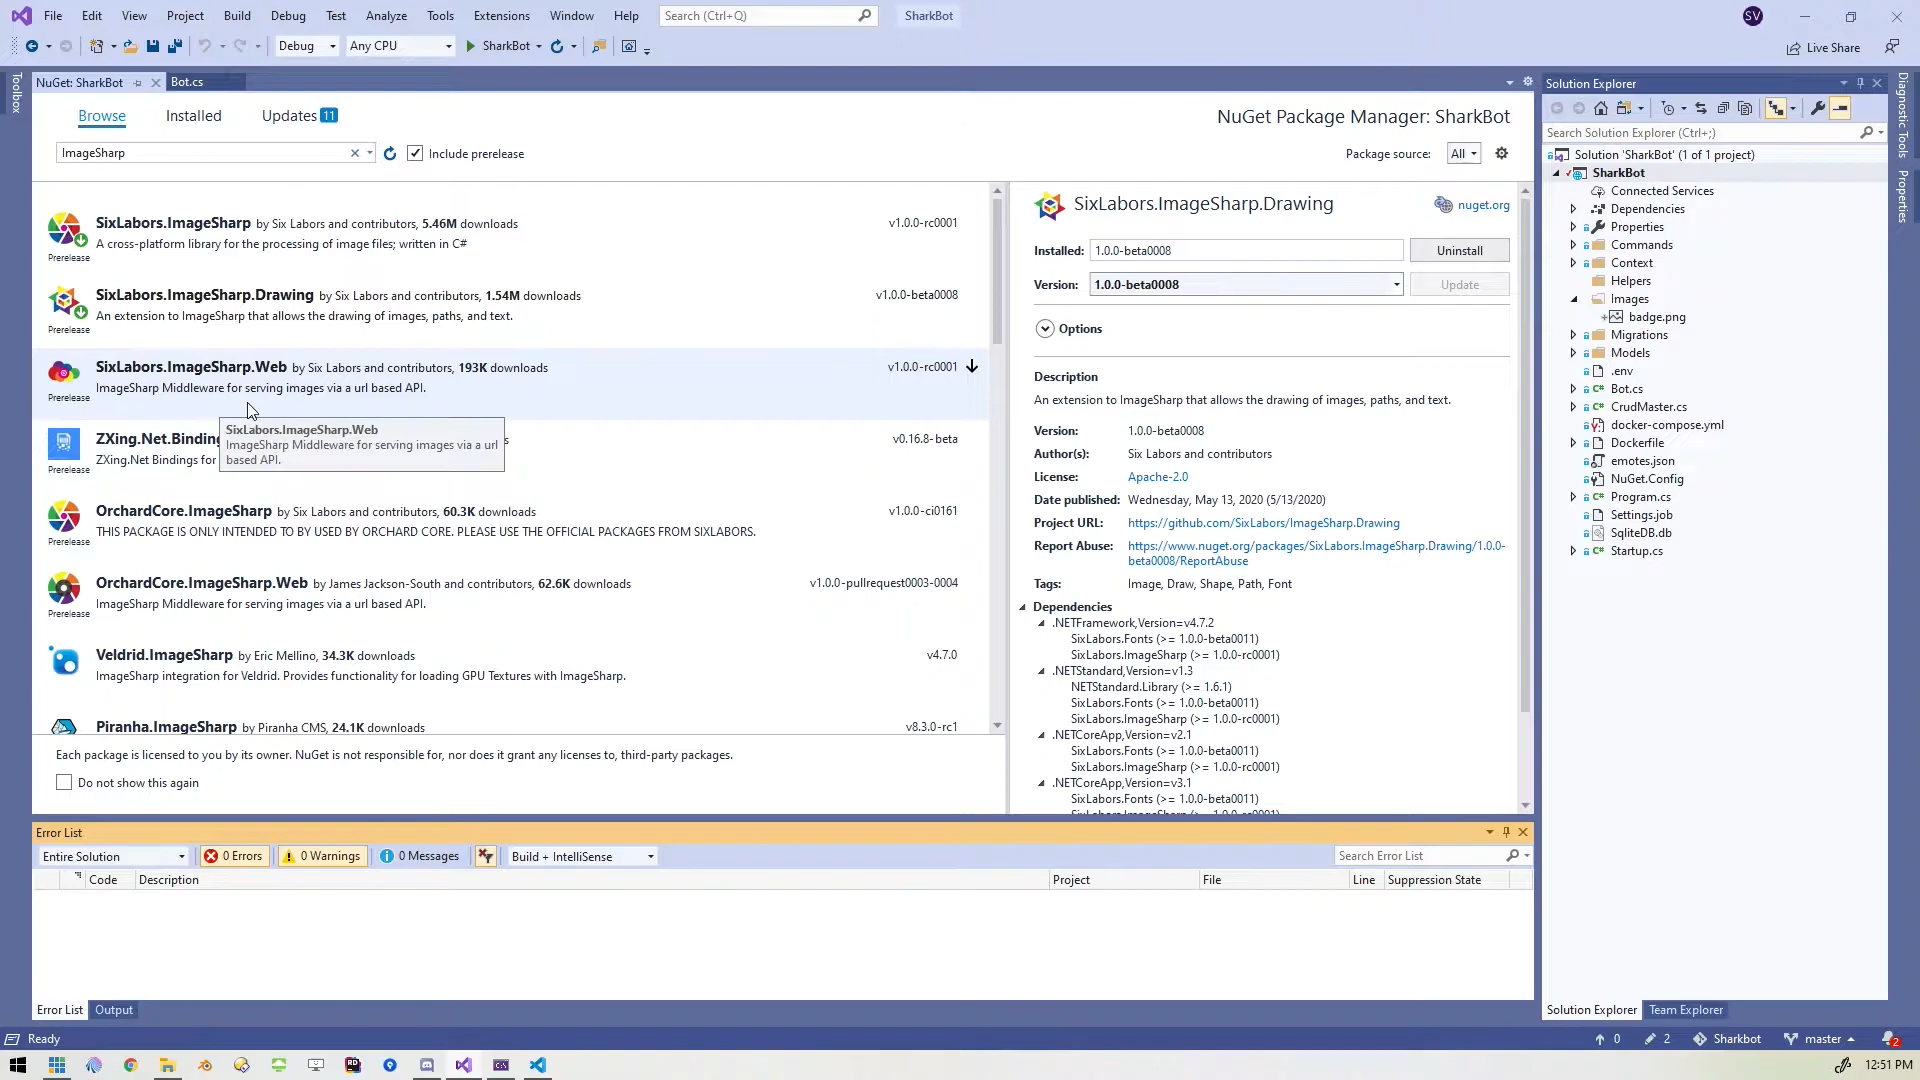 File Edit View Project Build Debug Test Analyze Tools Extensions Window Help Search (Ctrl+Q) SharkBot SV
Debug Any CPU SharkBot Live Share
Toolbox
NuGet: SharkBot Bot.cs
Browse Installed Updates 11 NuGet Package Manager: SharkBot
ImageSharp Include prerelease Package source: All
SixLabors.ImageSharp by Six Labors and contributors, 5.46M downloads v1.0.0-rc0001
A cross-platform library for the processing of image files; written in C#
Prerelease
SixLabors.ImageSharp.Drawing by Six Labors and contributors, 1.54M downloads v1.0.0-beta0008
An extension to ImageSharp that allows the drawing of images, paths, and text.
Prerelease
SixLabors.ImageSharp.Web by Six Labors and contributors, 193K downloads v1.0.0-rc0001
ImageSharp Middleware for serving images via a url based API.
Prerelease
SixLabors.ImageSharp.Web
ImageSharp Middleware for serving images via a url
based API.
ZXing.Net.Bindin v0.16.8-beta
ZXing.Net Bindings for
Prerelease
OrchardCore.ImageSharp by Six Labors and contributors, 60.3K downloads v1.0.0-ci0161
THIS PACKAGE IS ONLY INTENDED TO BY USED BY ORCHARD CORE. PLEASE USE THE OFFICIAL PACKAGES FROM SIXLABORS.
Prerelease
OrchardCore.ImageSharp.Web by James Jackson-South and contributors, 62.6K downloads v1.0.0-pullrequest0003-0004
ImageSharp Middleware for serving images via a url based API.
Prerelease
Veldrid.ImageSharp by Eric Mellino, 34.3K downloads v4.7.0
ImageSharp integration for Veldrid. Provides functionality for loading GPU Textures with ImageSharp.
Piranha.ImageSharp by Piranha CMS, 24.1K downloads v8.3.0-rc1
Each package is licensed to you by its owner. NuGet is not responsible for, nor does it grant any licenses to, third-party packages.
Do not show this again
SixLabors.ImageSharp.Drawing nuget.org
Installed: 1.0.0-beta0008 Uninstall
Version: 1.0.0-beta0008 Update
Options
Description
An extension to ImageSharp that allows the drawing of images, paths, and text.
Version: 1.0.0-beta0008
Author(s): Six Labors and contributors
License: Apache-2.0
Date published: Wednesday, May 13, 2020 (5/13/2020)
Project URL: https://github.com/SixLabors/ImageSharp.Drawing
Report Abuse: https://www.nuget.org/packages/SixLabors.ImageSharp.Drawing/1.0.0-
beta0008/ReportAbuse
Tags: Image, Draw, Shape, Path, Font
Dependencies
.NETFramework,Version=v4.7.2
SixLabors.Fonts (>= 1.0.0-beta0011)
SixLabors.ImageSharp (>= 1.0.0-rc0001)
.NETStandard,Version=v1.3
NETStandard.Library (>= 1.6.1)
SixLabors.Fonts (>= 1.0.0-beta0011)
SixLabors.ImageSharp (>= 1.0.0-rc0001)
.NETCoreApp,Version=v2.1
SixLabors.Fonts (>= 1.0.0-beta0011)
SixLabors.ImageSharp (>= 1.0.0-rc0001)
.NETCoreApp,Version=v3.1
SixLabors.Fonts (>= 1.0.0-beta0011)
SixLabors.ImageSharp (>= 1.0.0-rc0001)
Solution Explorer
Search Solution Explorer (Ctrl+;)
Solution 'SharkBot' (1 of 1 project)
SharkBot
Connected Services
Dependencies
Properties
Commands
Context
Helpers
Images
badge.png
Migrations
Models
.env
Bot.cs
CrudMaster.cs
docker-compose.yml
Dockerfile
emotes.json
NuGet.Config
Program.cs
Settings.job
SqliteDB.db
Startup.cs
Diagnostic Tools
Properties
Error List
Entire Solution 0 Errors 0 Warnings 0 Messages Build + IntelliSense Search Error List
Code Description Project File Line Suppression State
Error List Output
Solution Explorer Team Explorer
Ready 0 2 Sharkbot master 2
12:51 PM